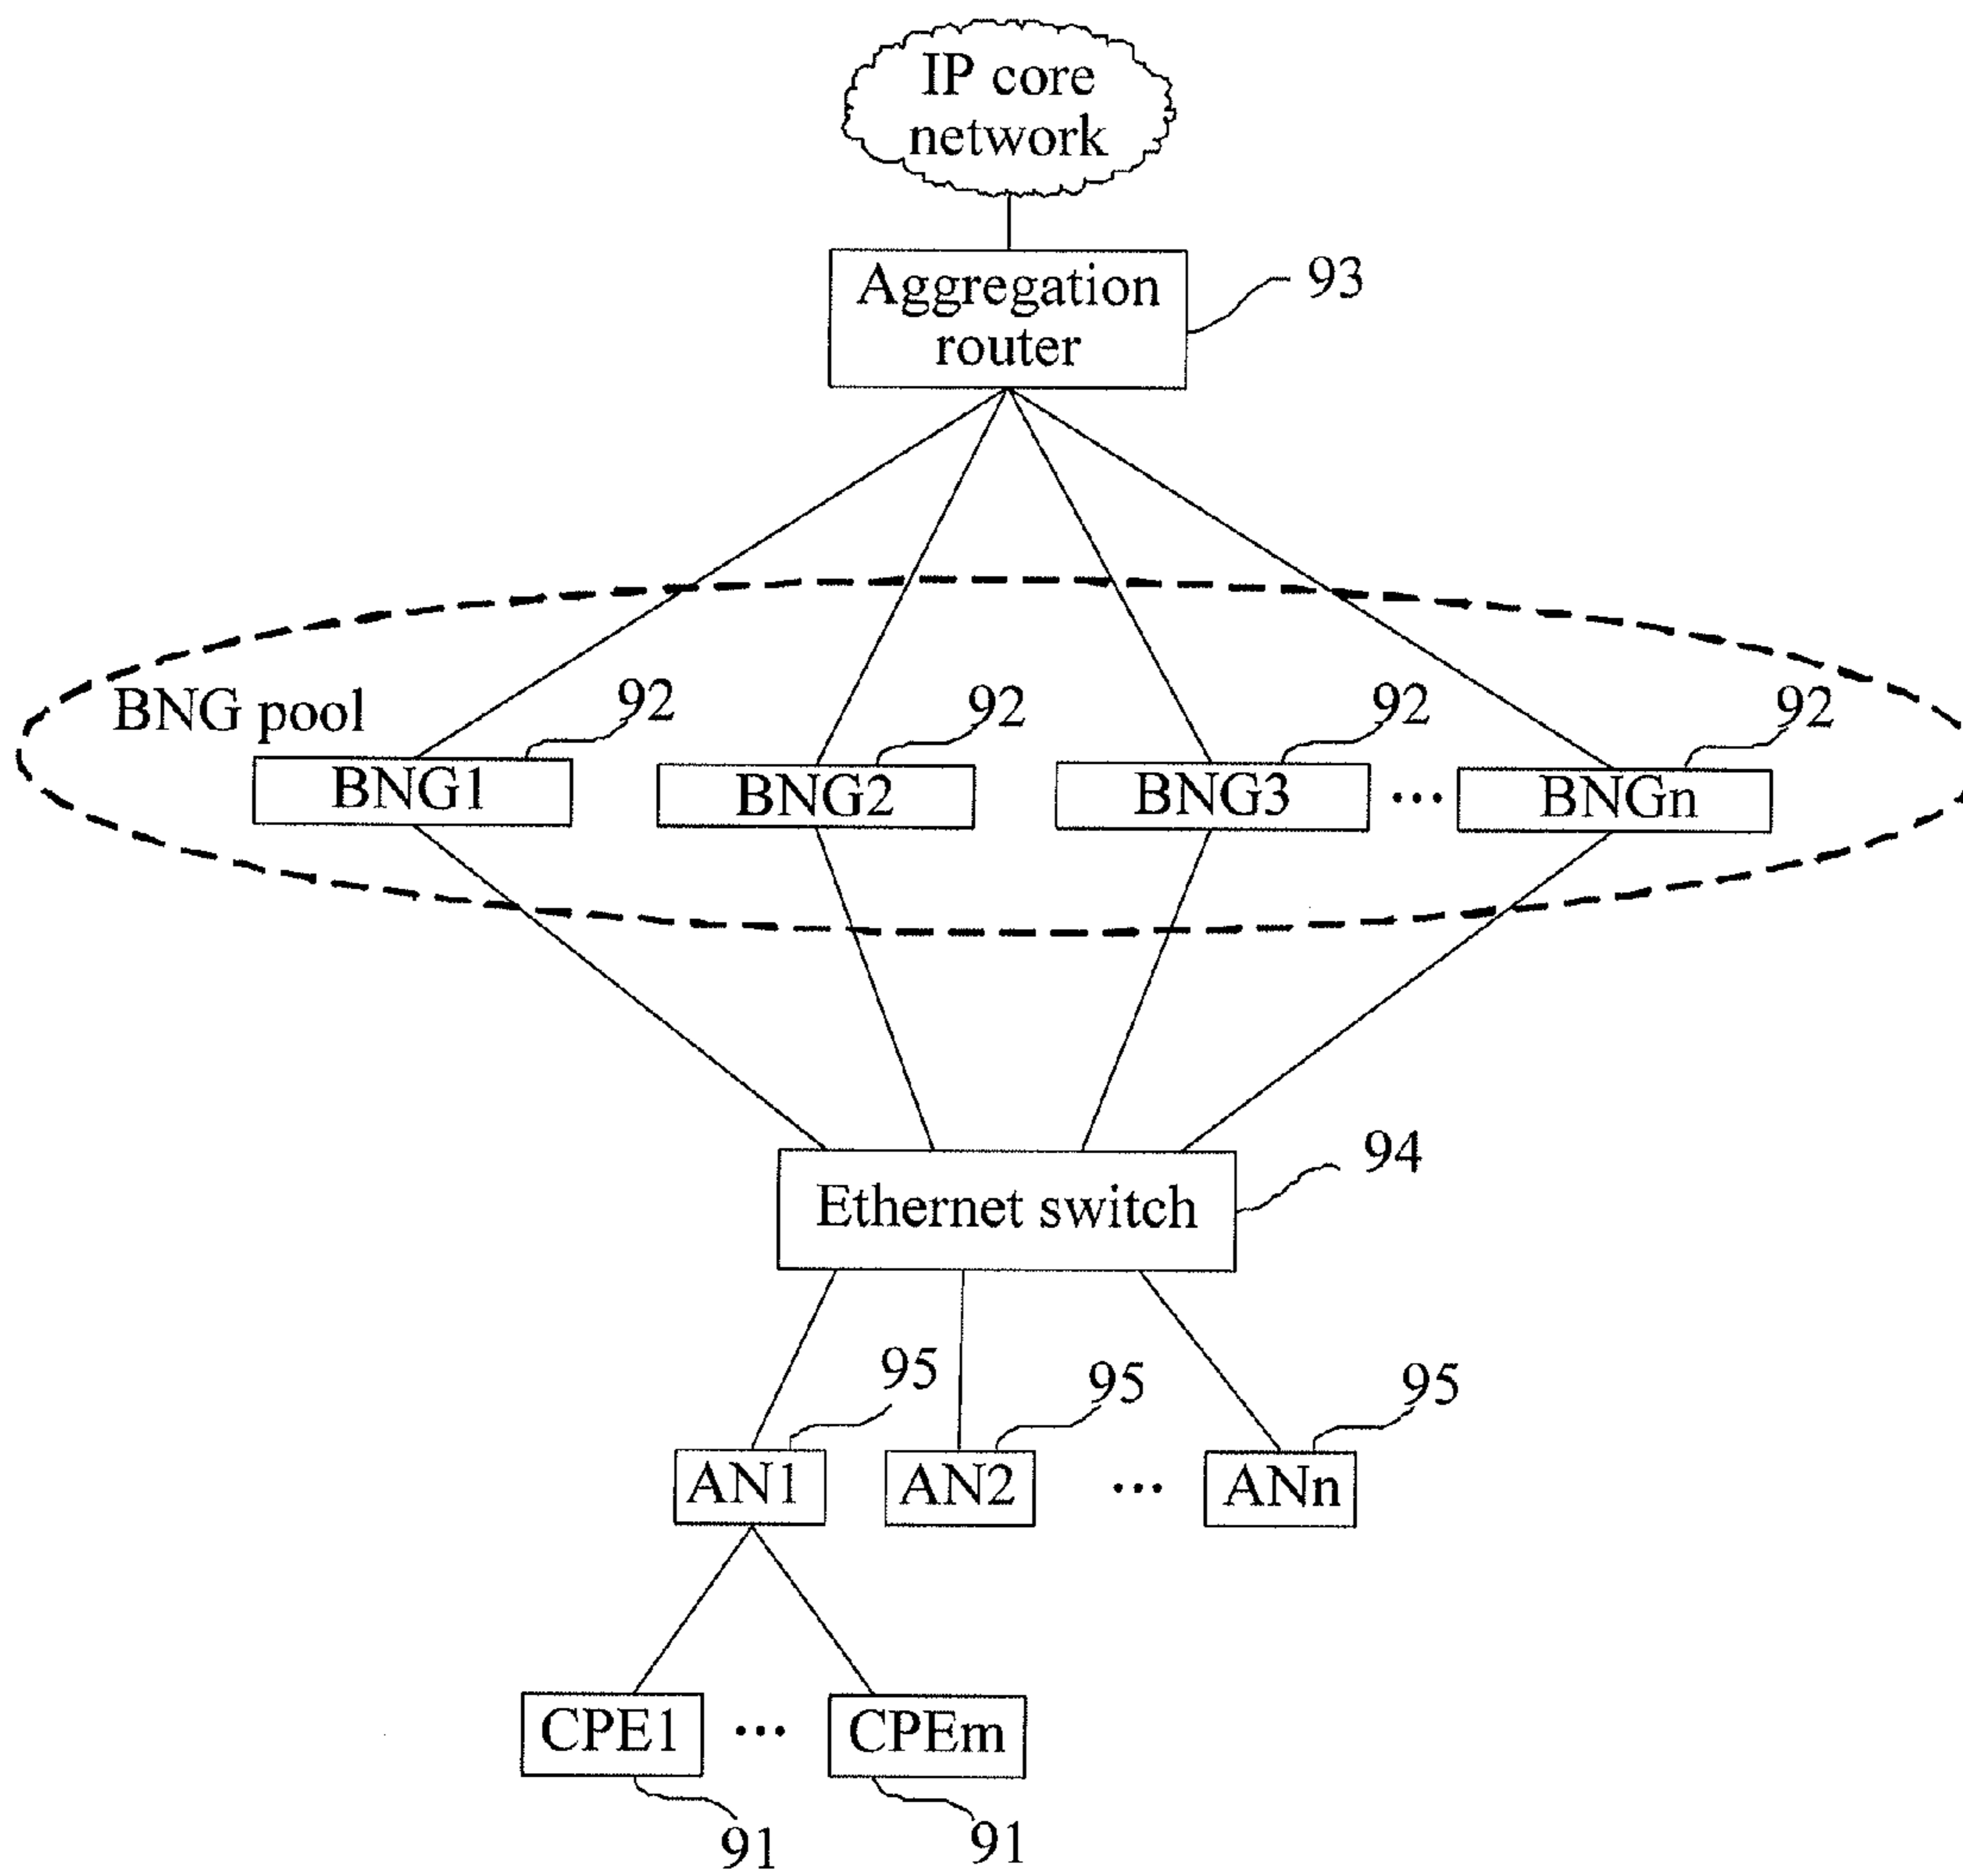 IP core
network
Aggregation
router
93
BNG pool
92
92
92
92
BNG1
BNG2
BNG3
...
BNGn
94
Ethernet switch
95
95
95
AN1
AN2
...
ANn
CPE1
...
CPEm
91
91